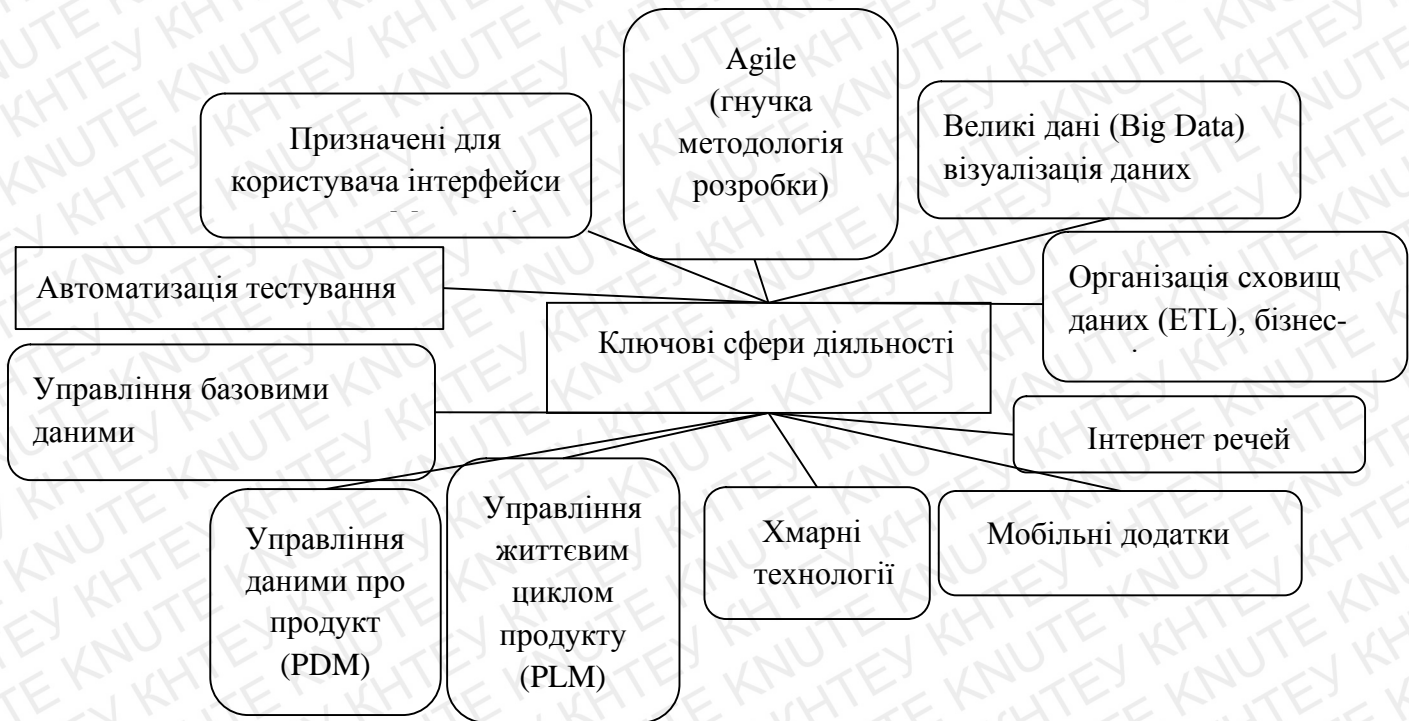 Agile
(гнучка
методологія
розробки)
Призначені для
користувача інтерфейси
Великі дані (Big Data)
візуалізація даних
Автоматизація тестування
Організація сховищ
даних (ETL), бізнес-
Ключові сфери діяльності
Управління базовими
даними
Інтернет речей
Управління
даними про
продукт
(PDM)
Управління
життєвим
циклом
продукту
(PLM)
Хмарні
технології
Мобільні додатки